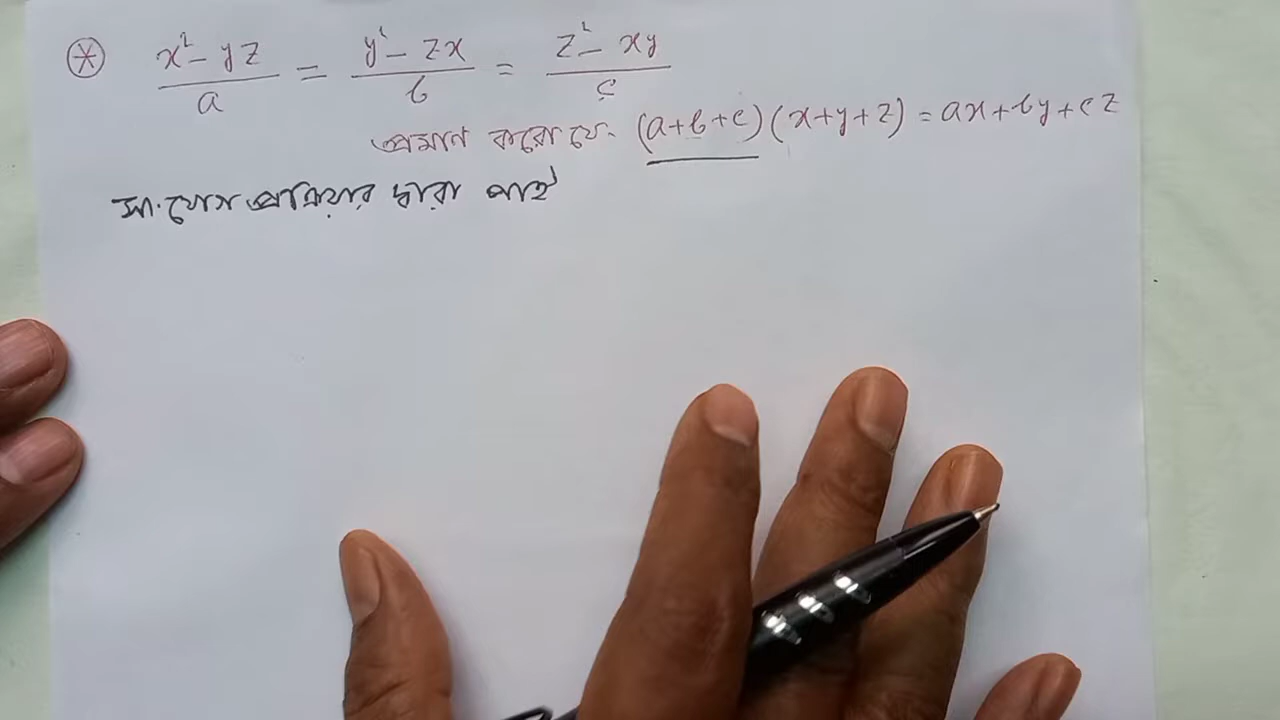 ⊛ x²-yz/a = y²-zx/b = z²-xy/c
প্রমাণ করো যে. (a+b+c)(x+y+z) = ax+by+cz
সংযোগ প্রক্রিয়ার দ্বারা পাই